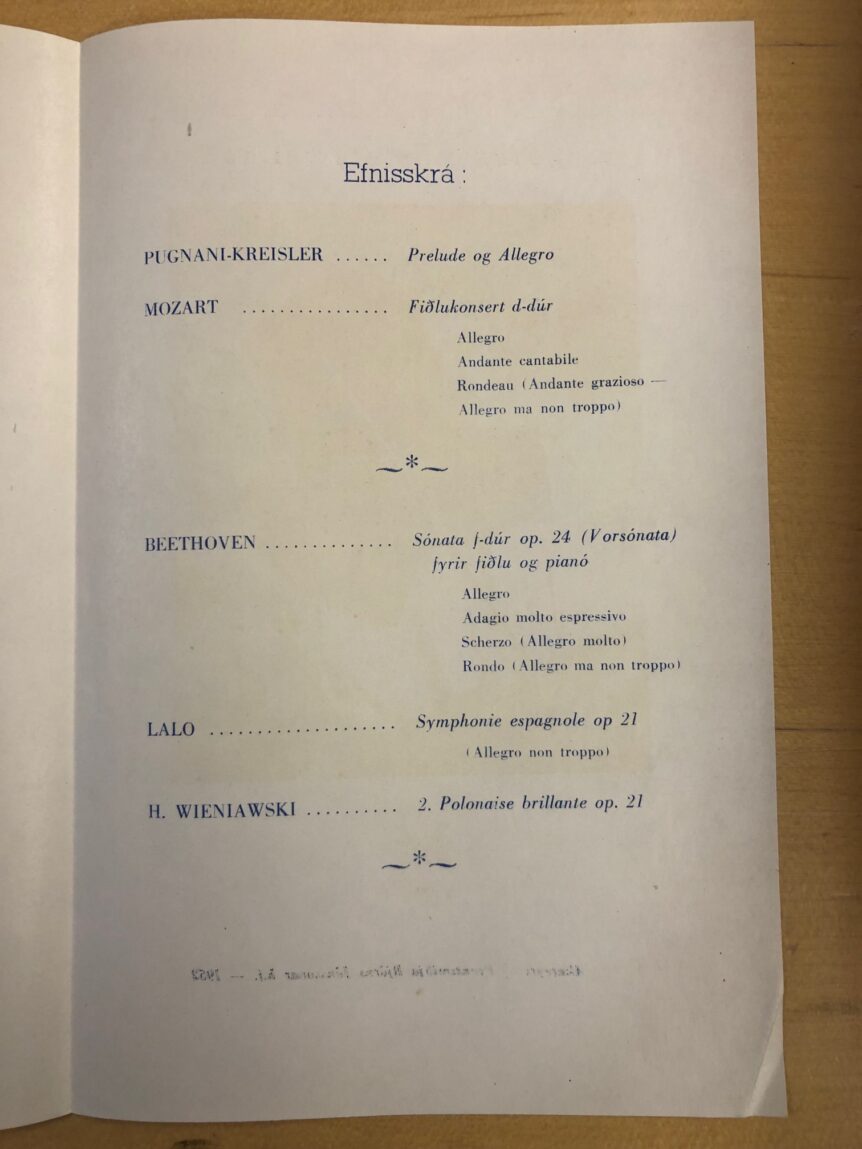 Efnisskrá :
PUGNANI-KREISLER ...... Prelude og Allegro
MOZART ................ Fiðlukonsert d-dúr
Allegro
Andante cantabile
Rondeau (Andante grazioso —
Allegro ma non troppo)
~*~
BEETHOVEN .............. Sónata f-dúr op. 24 (Vorsónata)
fyrir fiðlu og pianó
Allegro
Adagio molto espressivo
Scherzo (Allegro molto)
Rondo (Allegro ma non troppo)
LALO .................... Symphonie espagnole op 21
(Allegro non troppo)
H. WIENIAWSKI .......... 2. Polonaise brillante op. 21
~*~
h.f. — 1952